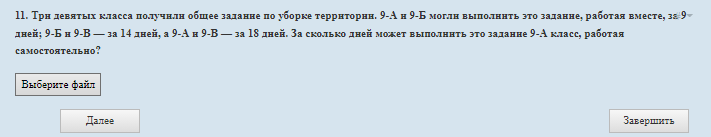 11. Три девятых класса получили общее задание по уборке территории. 9-А и 9-Б могли выполнить это задание, работая вместе, за 9
дней; 9-Б и 9-В — за 14 дней, а 9-А и 9-В — за 18 дней. За сколько дней может выполнить это задание 9-А класс, работая
самостоятельно?
Выберите файл
Далее Завершить